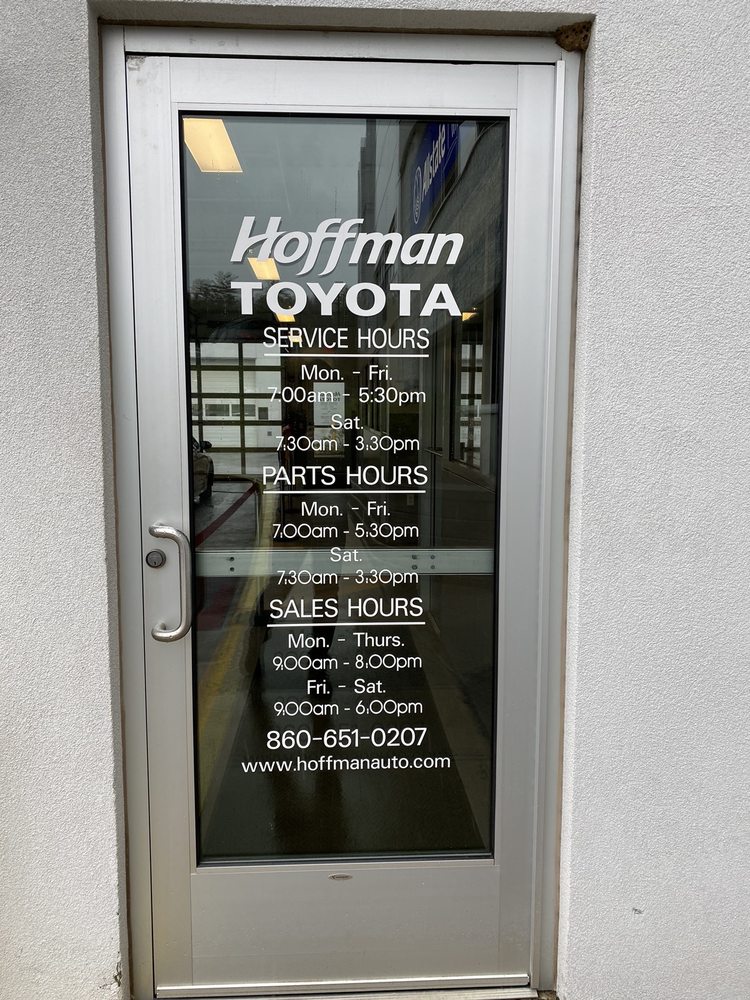 Allstate
Hoffman
TOYOTA
SERVICE HOURS
Mon. - Fri.
7:00am - 5:30pm
Sat.
7:30am - 3:30pm
PARTS HOURS
Mon. - Fri.
7:00am - 5:30pm
Sat.
7:30am - 3:30pm
SALES HOURS
Mon. - Thurs.
9:00am - 8:00pm
Fri. - Sat.
9:00am - 6:00pm
860-651-0207
www.hoffmanauto.com